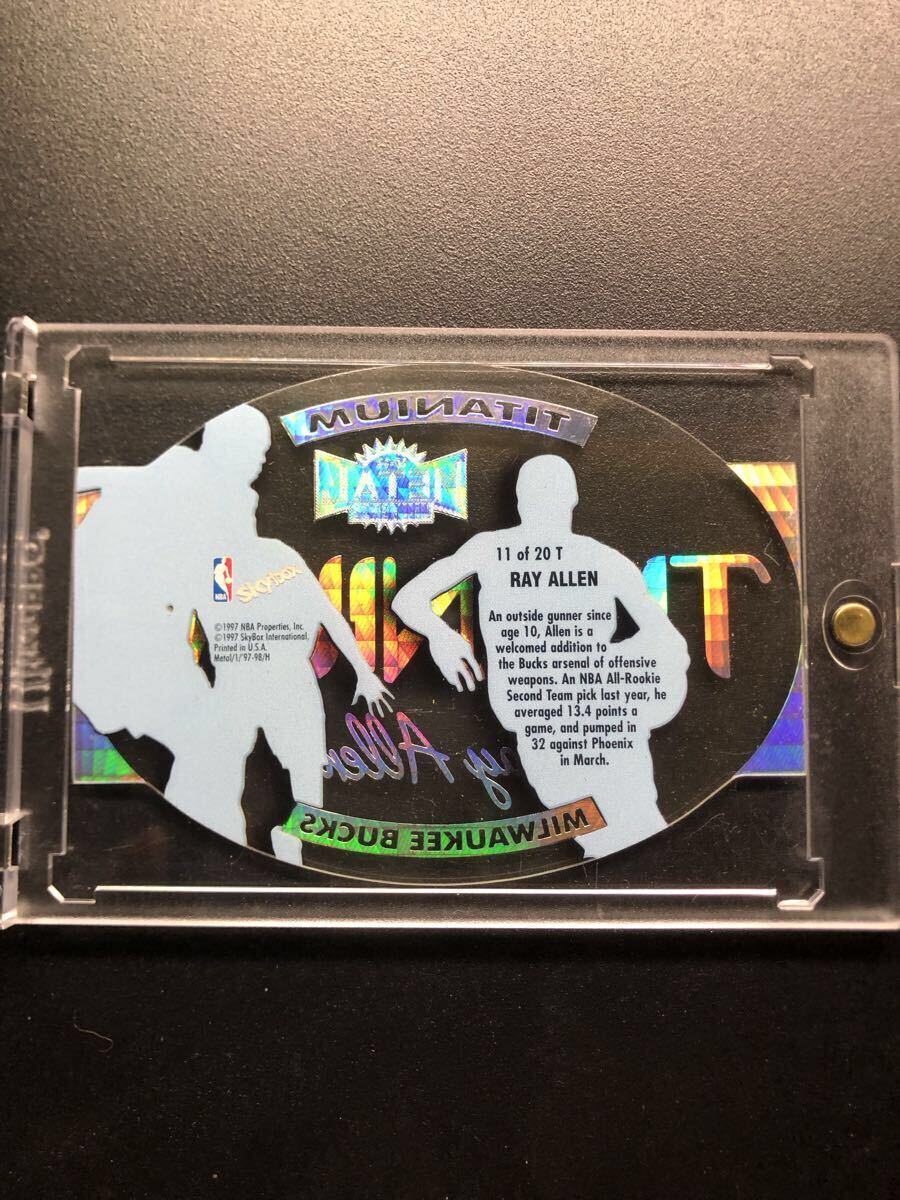 TITANIUM
METAL
11 of 20 T
RAY ALLEN
An outside gunner since
age 10, Allen is a
welcomed addition to
the Bucks arsenal of offensive
weapons. An NBA All-Rookie
Second Team pick last year, he
averaged 13.4 points a
game, and pumped in
32 against Phoenix
in March.
NBA
SkyBox
©1997 NBA Properties, Inc.
©1997 SkyBox International,
Printed in U.S.A.
Metal/1/'97-98/H
Allen
MILWAUKEE BUCKS